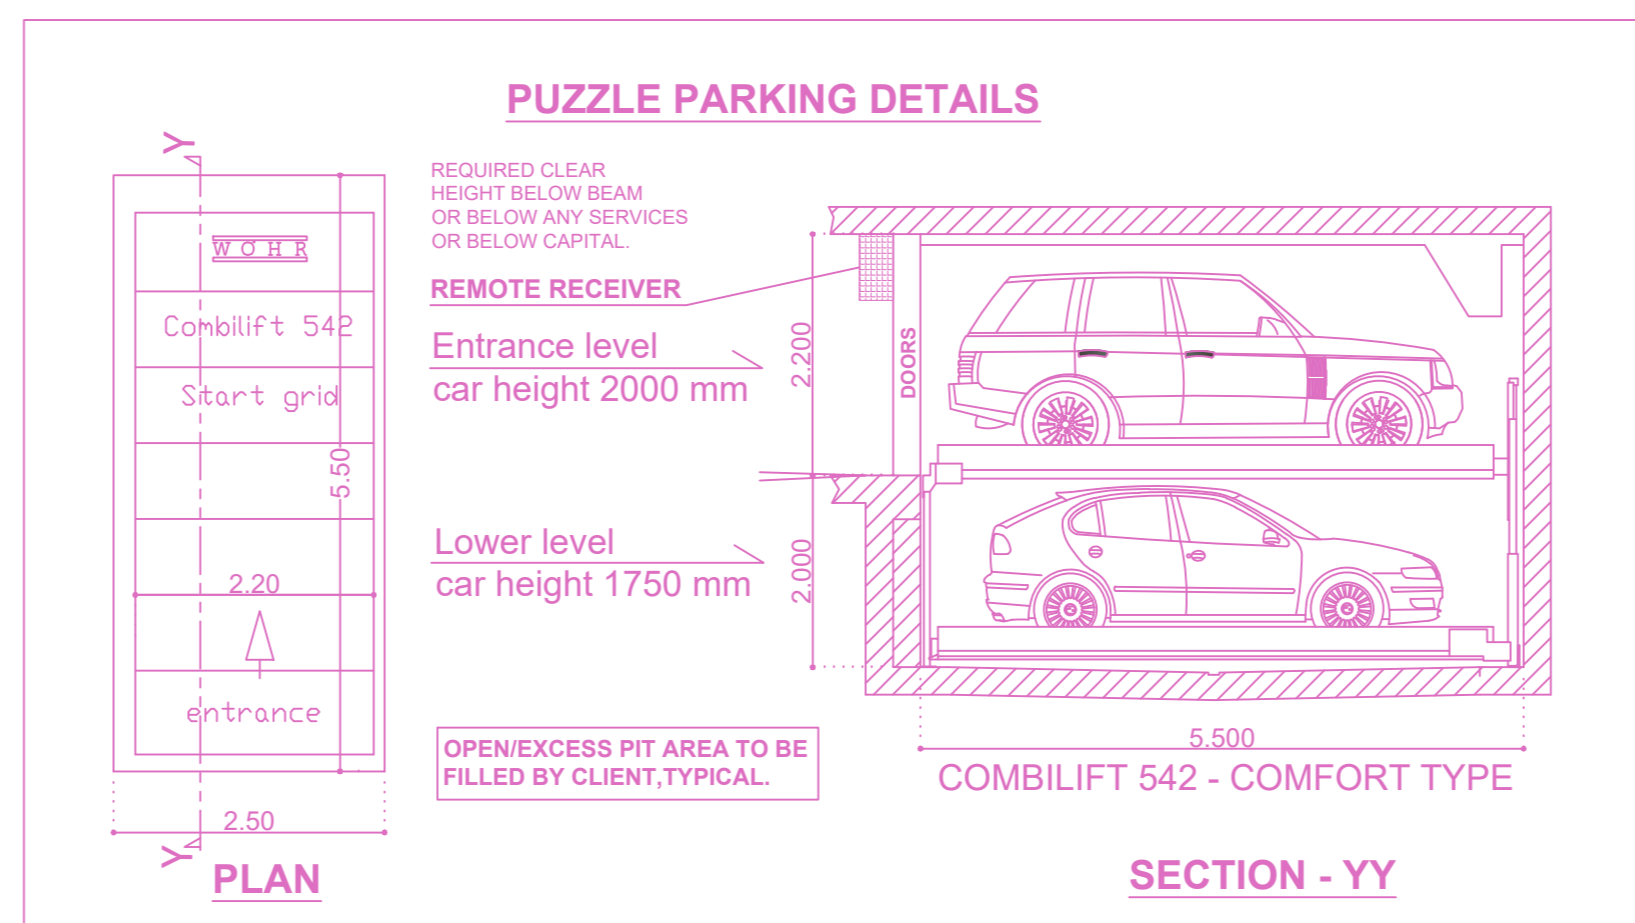 PUZZLE PARKING DETAILS
Y
WOHR
Combilift 542
Start grid
5.50
2.20
entrance
2.50
Y
PLAN
REQUIRED CLEAR
HEIGHT BELOW BEAM
OR BELOW ANY SERVICES
OR BELOW CAPITAL.
REMOTE RECEIVER
Entrance level
car height 2000 mm
Lower level
car height 1750 mm
OPEN/EXCESS PIT AREA TO BE
FILLED BY CLIENT,TYPICAL.
2.200
DOORS
2.000
5.500
COMBILIFT 542 - COMFORT TYPE
SECTION - YY